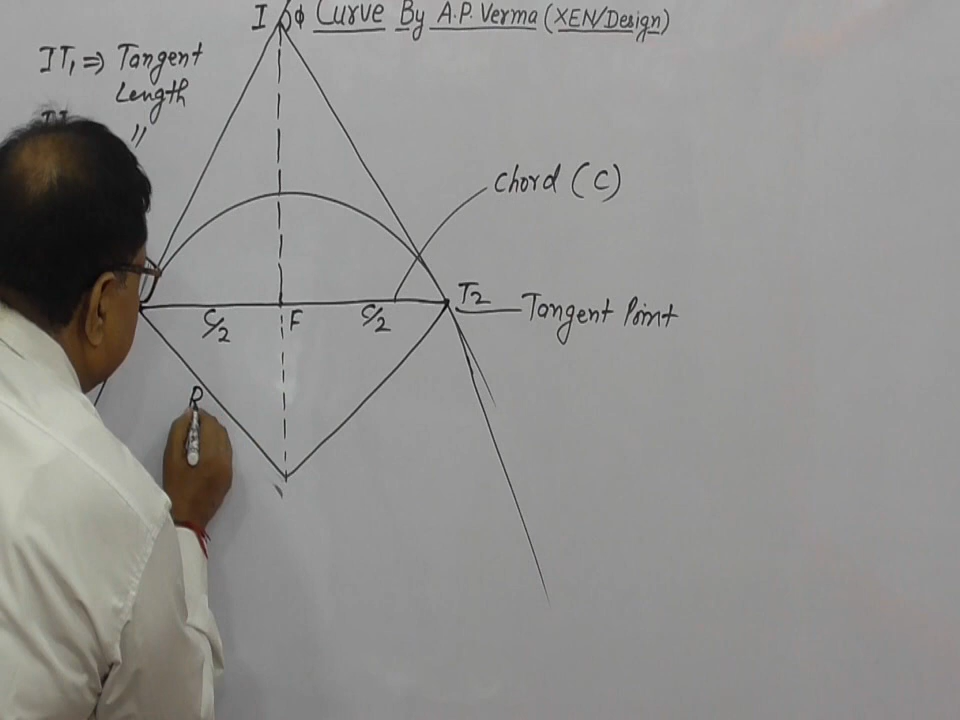 I φ Curve By A.P. Verma (XEN/Design)
IT₁ ⇒ Tangent
Length
"
Chord (C)
T2
Tangent Point
C/2 F C/2
R